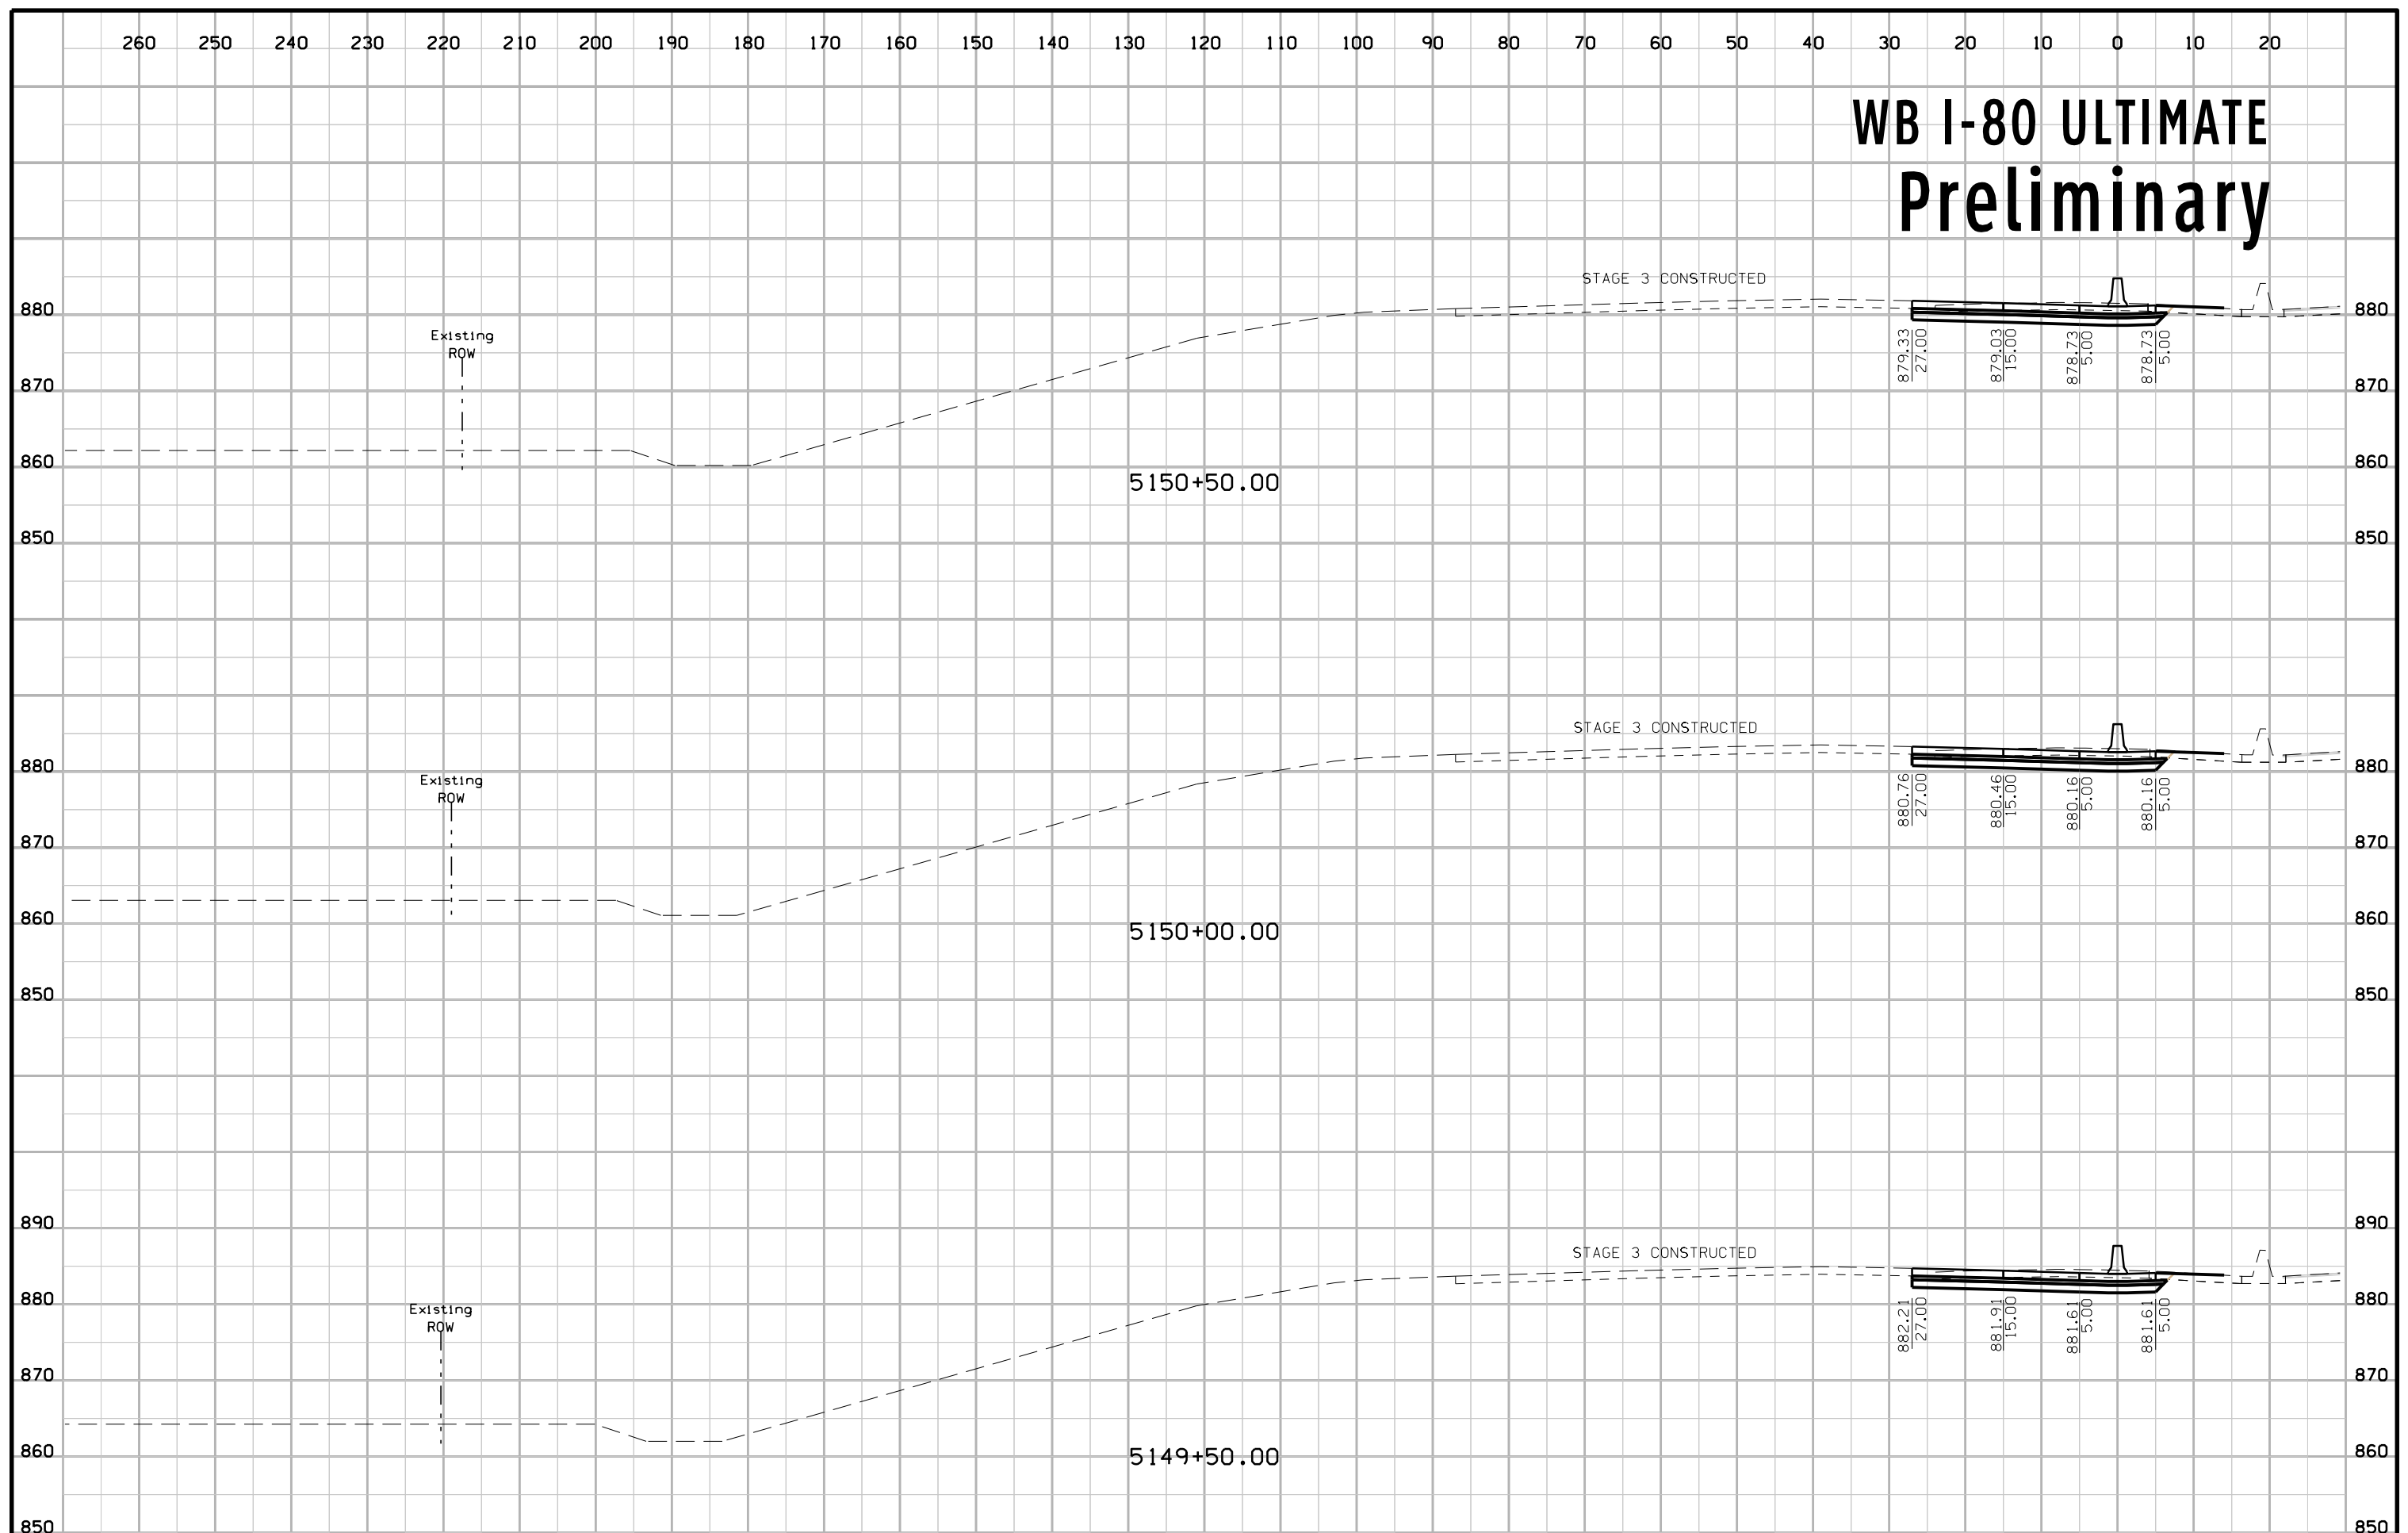 260 250 240 230 220 210 200 190 180 170 160 150 140 130 120 110 100 90 80 70 60 50 40 30 20 10 0 10 20
WB I-80 ULTIMATE
Preliminary
STAGE 3 CONSTRUCTED
880 880
Existing
ROW
879.33 879.03 878.73 878.73
27.00 15.00 5.00 5.00
870 870
860 860
5150+50.00
850 850
STAGE 3 CONSTRUCTED
880 880
Existing
ROW
880.76 880.46 880.16 880.16
27.00 15.00 5.00 5.00
870 870
860 860
5150+00.00
850 850
890 890
STAGE 3 CONSTRUCTED
880 880
Existing
ROW
882.21 881.91 881.61 881.61
27.00 15.00 5.00 5.00
870 870
860 860
5149+50.00
850 850